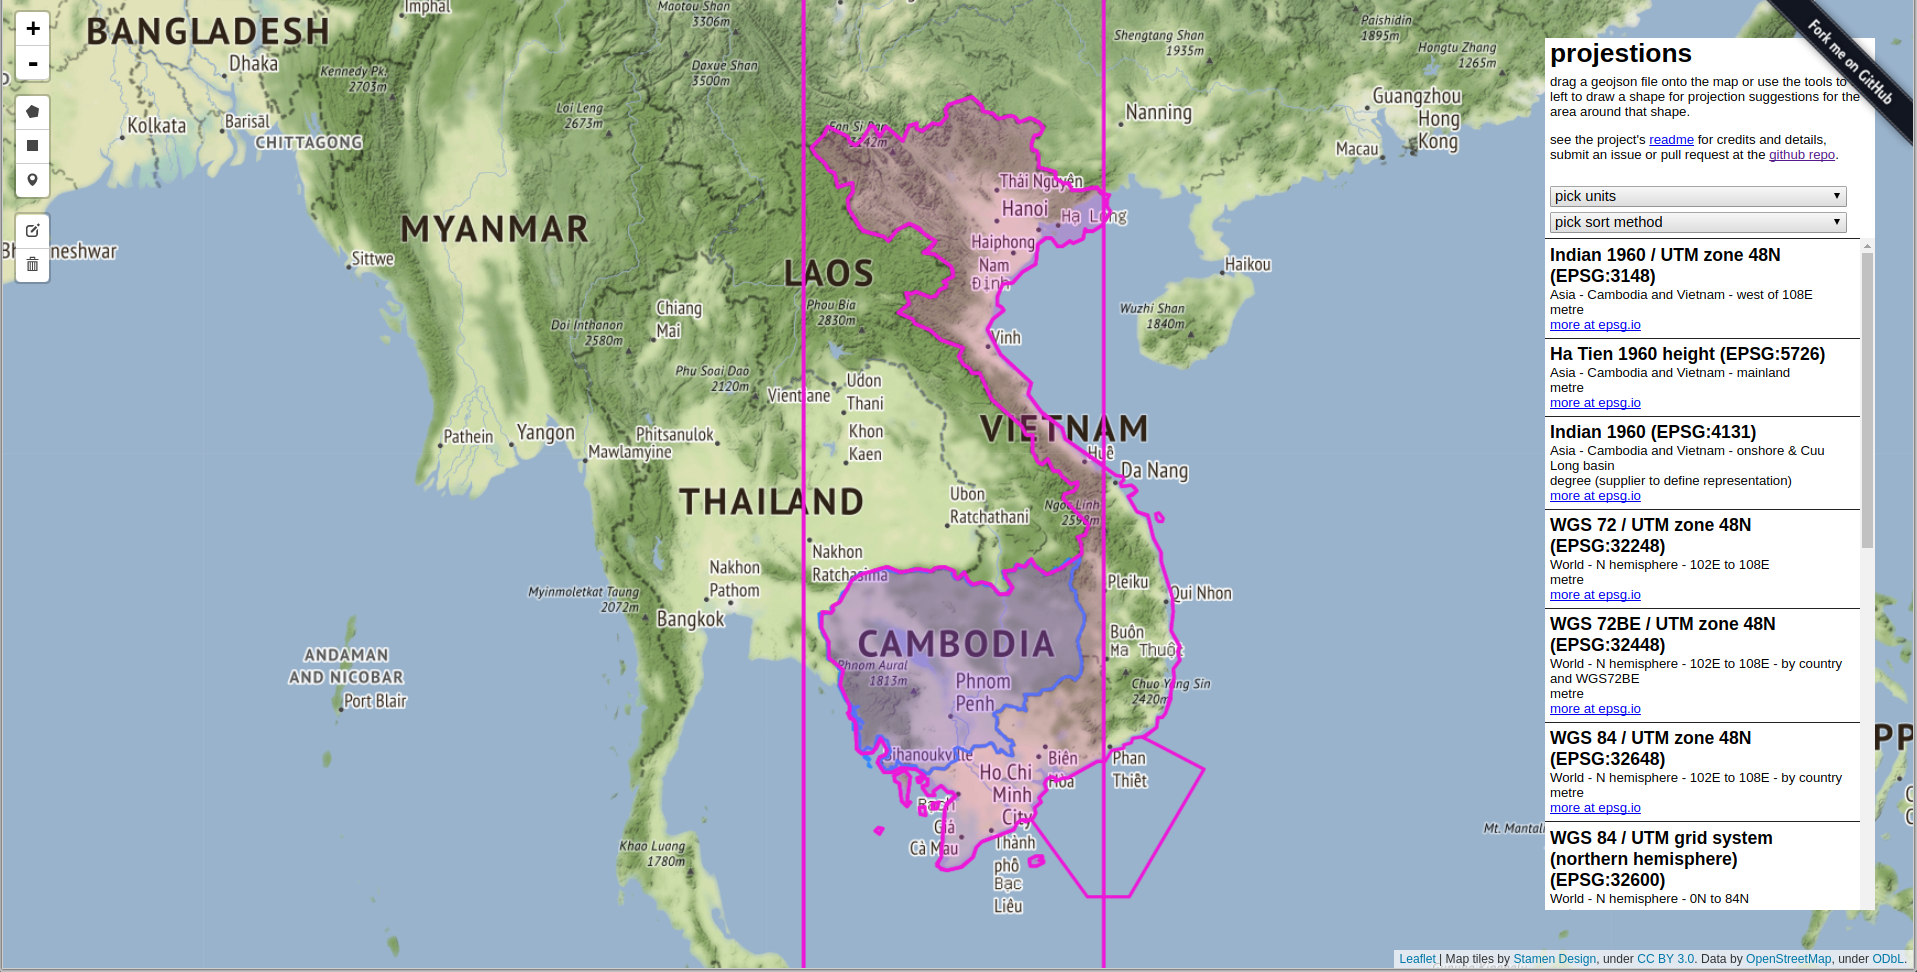 +
-
BANGLADESH
Dhaka
Kolkata
Barisāl
CHITTAGONG
Imphal
Kennedy Pk.
2703m
Maotou Shan
3306m
Daxue Shan
3500m
Loi Leng
2673m
Shengtang Shan
1935m
Paishidin
1895m
Hongtu Zhang
1265m
Nanning
Guangzhou
Hong
Kong
Macau
Fan Si Pan
3142m
Thái Nguyên
Hanoi
Hạ Long
Haiphong
Nam
Định
MYANMAR
Sittwe
neshwar
LAOS
Phou Bia
2830m
Haikou
Wuzhi Shan
1840m
Chiang
Mai
Doi Inthanon
2580m
Phu Soai Dao
2120m
Vinh
Vientiane
Udon
Thani
Khon
Kaen
Pathein
Yangon
Phitsanulok
Mawlamyine
VIETNAM
Huế
Da Nang
THAILAND
Ubon
Ratchathani
Ngoc Linh
2598m
Nakhon
Ratchasima
Nakhon
Pathom
Myinmoletkat Taung
2072m
Bangkok
Pleiku
Qui Nhon
CAMBODIA
Phnom Aural
1813m
Phnom
Penh
Buôn
Ma Thuột
Chuo Yang Sin
2420m
ANDAMAN
AND NICOBAR
Port Blair
Sihanoukville
Ho Chi
Minh
City
Biên
Hòa
Phan
Thiết
Rạch
Giá
Cà Mau
Thành
phố
Bạc
Liêu
Khao Luang
1780m
Mt. Mantal
PP
Fork me on GitHub
projestions
drag a geojson file onto the map or use the tools to
left to draw a shape for projection suggestions for the
area around that shape.
see the project's readme for credits and details,
submit an issue or pull request at the github repo.
pick units
pick sort method
Indian 1960 / UTM zone 48N
(EPSG:3148)
Asia - Cambodia and Vietnam - west of 108E
metre
more at epsg.io
Ha Tien 1960 height (EPSG:5726)
Asia - Cambodia and Vietnam - mainland
metre
more at epsg.io
Indian 1960 (EPSG:4131)
Asia - Cambodia and Vietnam - onshore & Cuu
Long basin
degree (supplier to define representation)
more at epsg.io
WGS 72 / UTM zone 48N
(EPSG:32248)
World - N hemisphere - 102E to 108E
metre
more at epsg.io
WGS 72BE / UTM zone 48N
(EPSG:32448)
World - N hemisphere - 102E to 108E - by country
and WGS72BE
metre
more at epsg.io
WGS 84 / UTM zone 48N
(EPSG:32648)
World - N hemisphere - 102E to 108E - by country
metre
more at epsg.io
WGS 84 / UTM grid system
(northern hemisphere)
(EPSG:32600)
World - N hemisphere - 0N to 84N
Leaflet | Map tiles by Stamen Design, under CC BY 3.0. Data by OpenStreetMap, under ODbL.